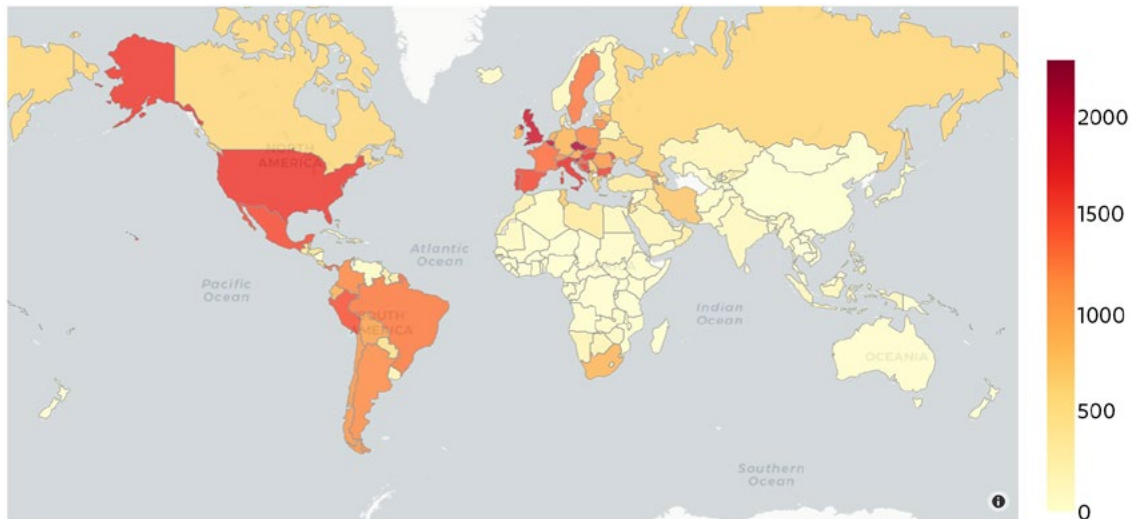 NORTH
AMERICA
Atlantic
Ocean
Pacific
Ocean
SOUTH
AMERICA
Indian
Ocean
OCEANIA
Southern
Ocean
2000
1500
1000
500
0